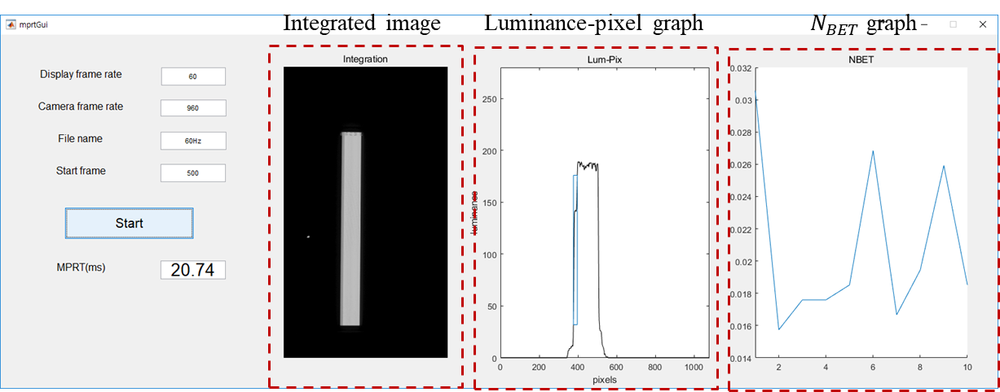 Integrated image
Luminance-pixel graph
N_BET graph
mprtGui
Display frame rate
60
Camera frame rate
960
File name
60Hz
Start frame
500
Start
MPRT(ms)
20.74
Integration
Lum-Pix
250
200
150
100
50
0
luminance
0
200
400
600
800
1000
pixels
NBET
0.032
0.03
0.028
0.026
0.024
0.022
0.02
0.018
0.016
0.014
2
4
6
8
10